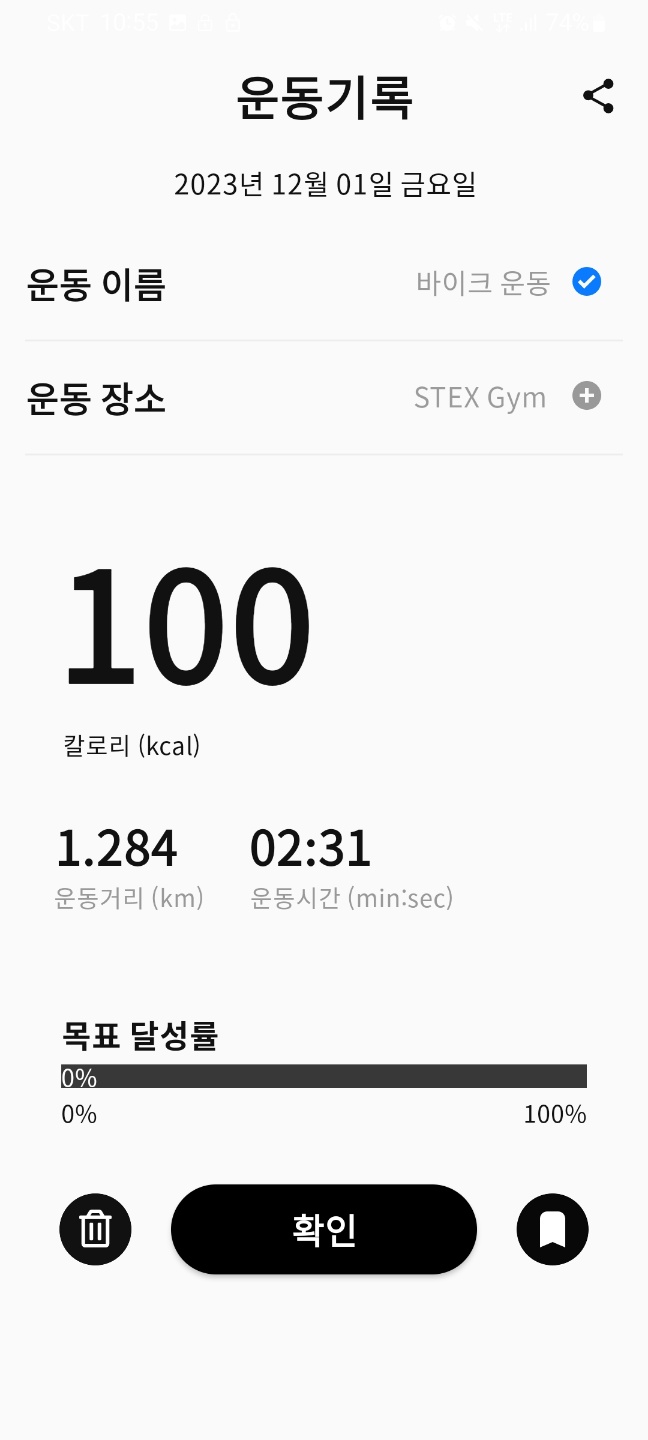 SKT 10:55 74%
운동기록
2023년 12월 01일 금요일
운동 이름 바이크 운동
운동 장소 STEX Gym
100
칼로리 (kcal)
1.284 02:31
운동거리 (km) 운동시간 (min:sec)
목표 달성률
0%
0% 100%
확인